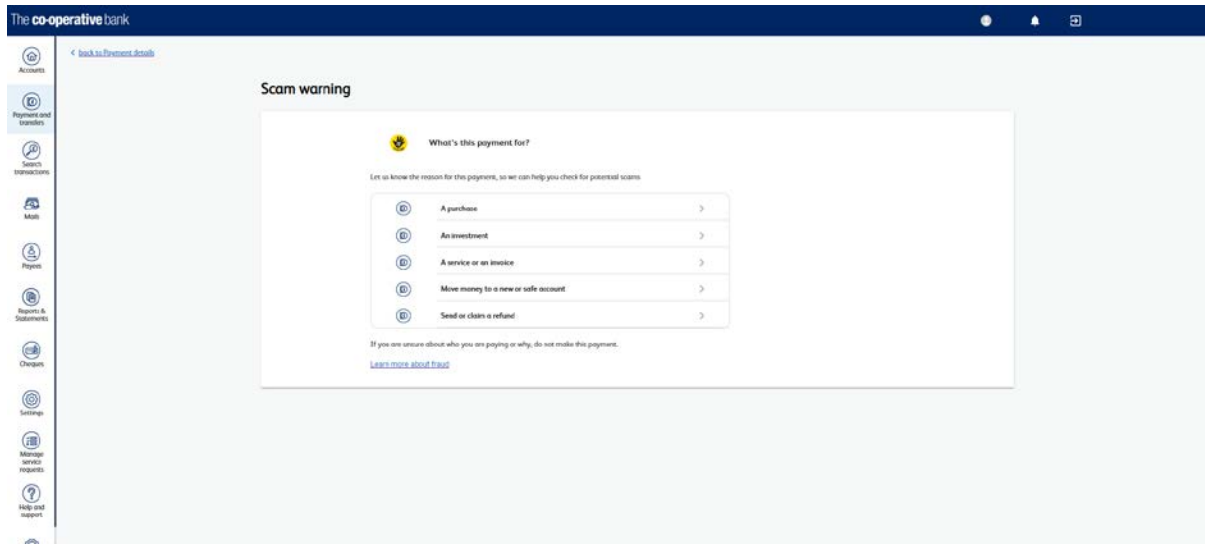 The co-operative bank
< back to Payment details
Accounts
Payment and
transfers
Search
transactions
Mails
Payees
Reports &
Statements
Cheques
Settings
Manage
service
requests
Help and
support
Scam warning
What's this payment for?
Let us know the reason for this payment, so we can help you check for potential scams
A purchase
An investment
A service or an invoice
Move money to a new or safe account
Send or claim a refund
If you are unsure about who you are paying or why, do not make this payment.
Learn more about fraud